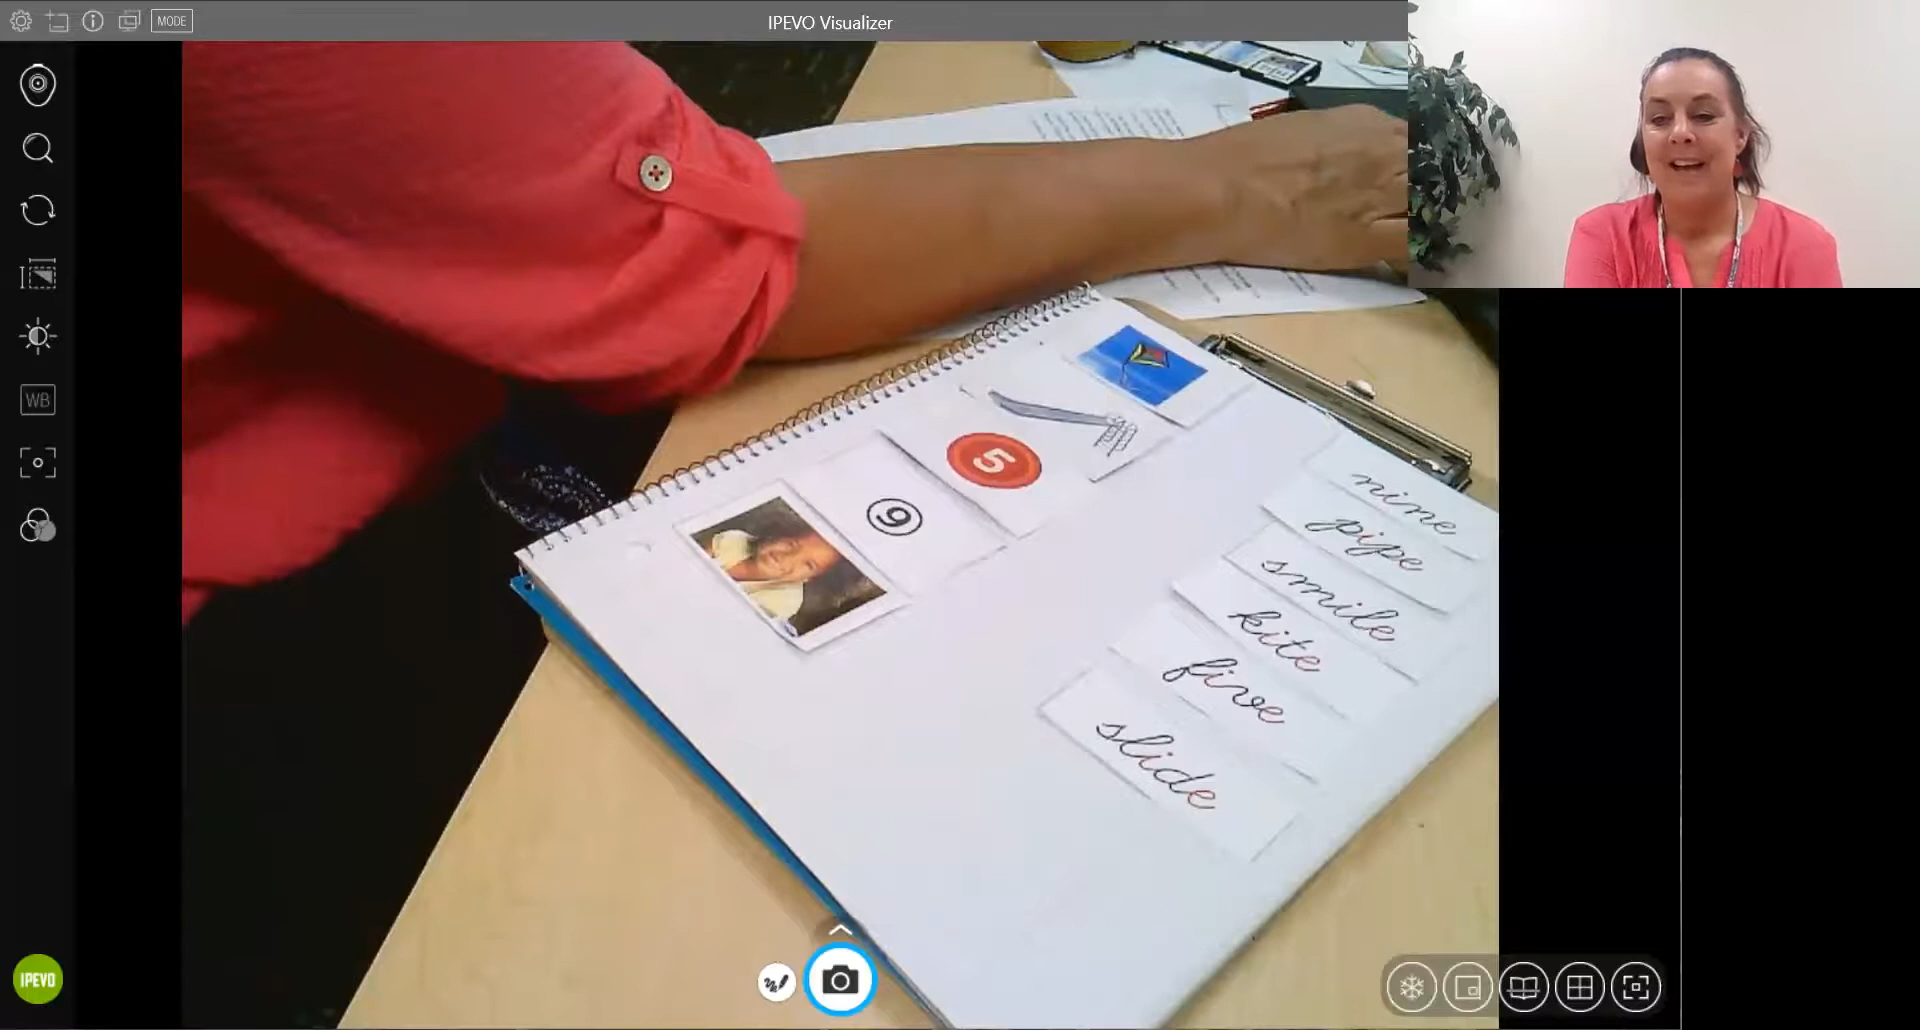 MODE
IPEVO Visualizer
WB
5
9
nine
pipe
smile
kite
five
slide
IPEVO